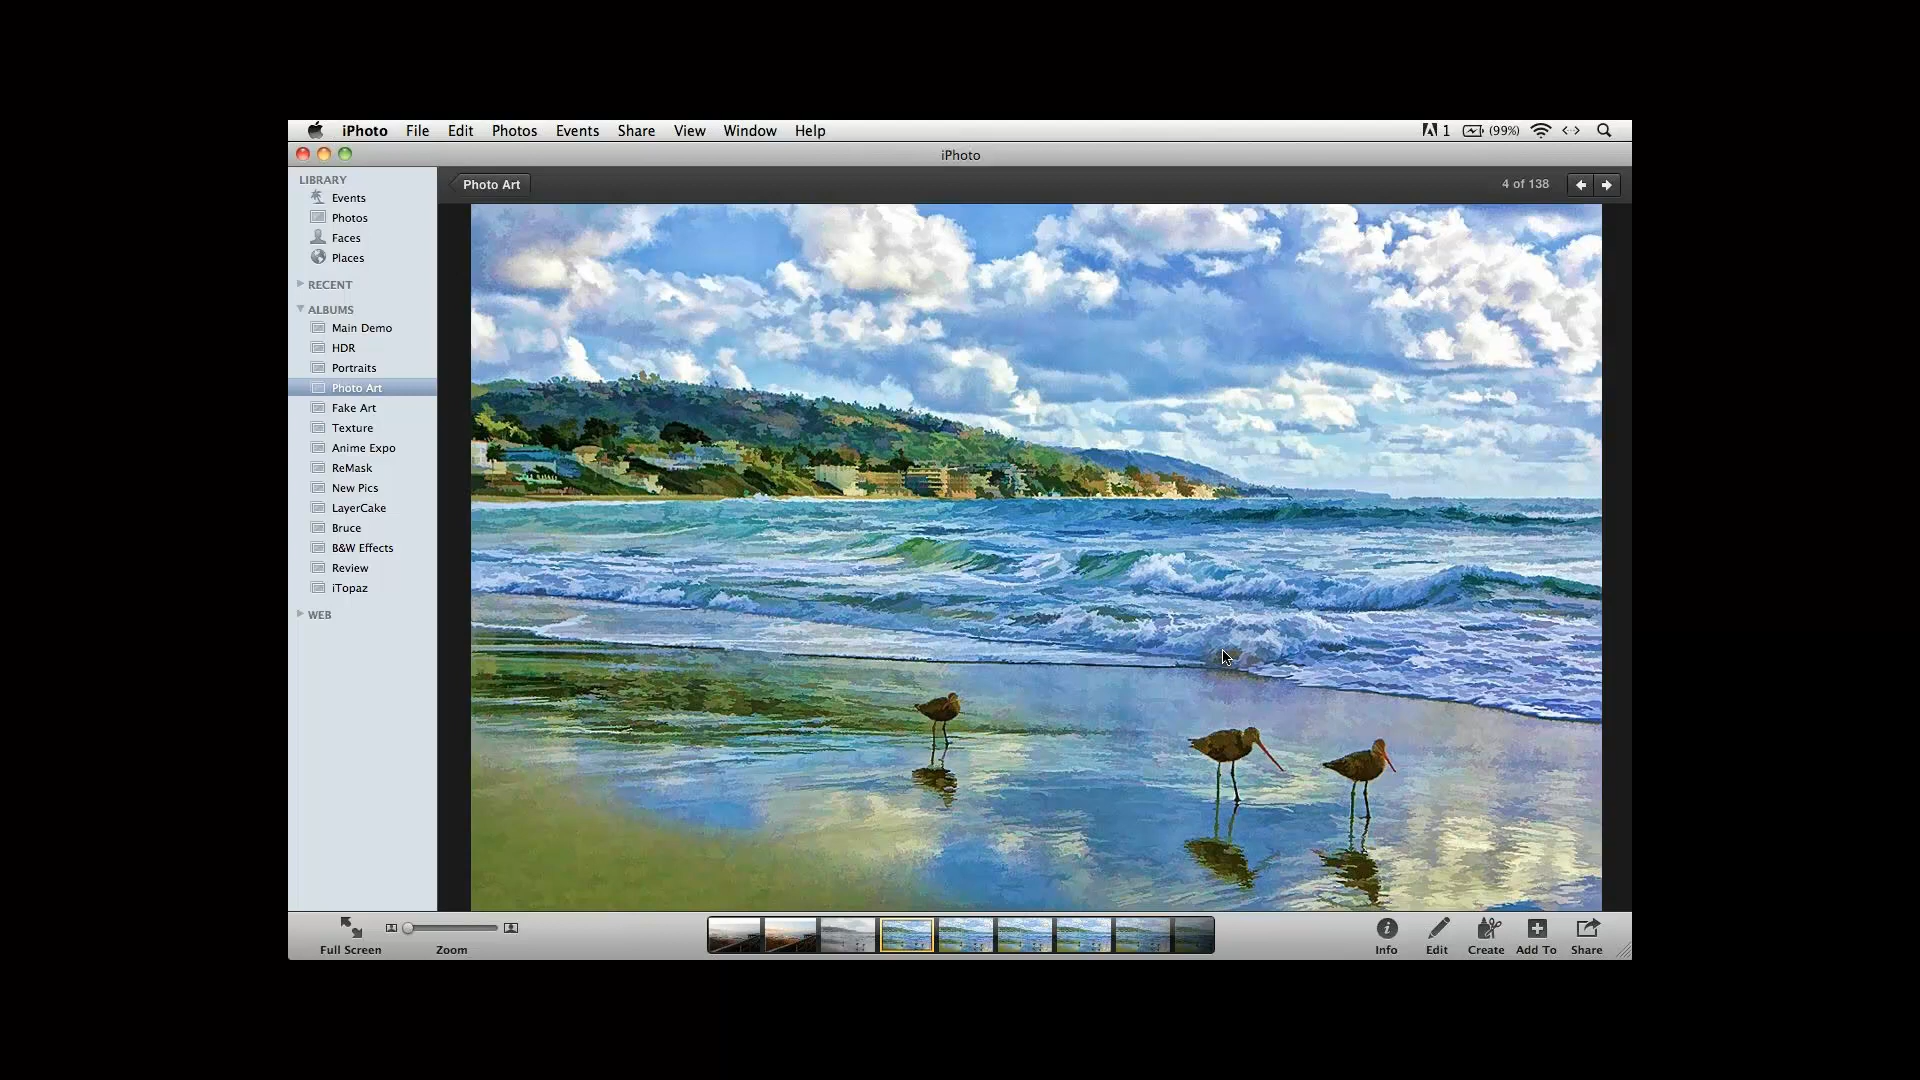 iPhoto File Edit Photos Events Share View Window Help 1 (99%)
iPhoto
LIBRARY
Events
Photos
Faces
Places
RECENT
ALBUMS
Main Demo
HDR
Portraits
Photo Art
Fake Art
Texture
Anime Expo
ReMask
New Pics
LayerCake
Bruce
B&W Effects
Review
iTopaz
WEB
Photo Art
4 of 138
Full Screen
Zoom
Info
Edit
Create
Add To
Share